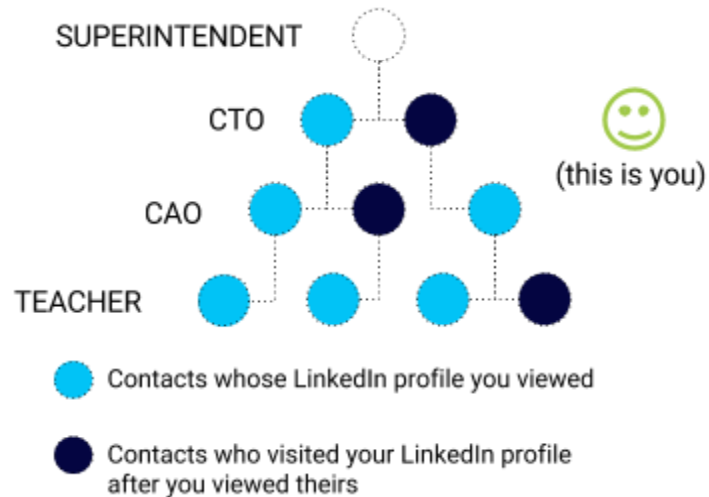 SUPERINTENDENT
CTO
(this is you)
CAO
TEACHER
Contacts whose LinkedIn profile you viewed
Contacts who visited your LinkedIn profile
after you viewed theirs